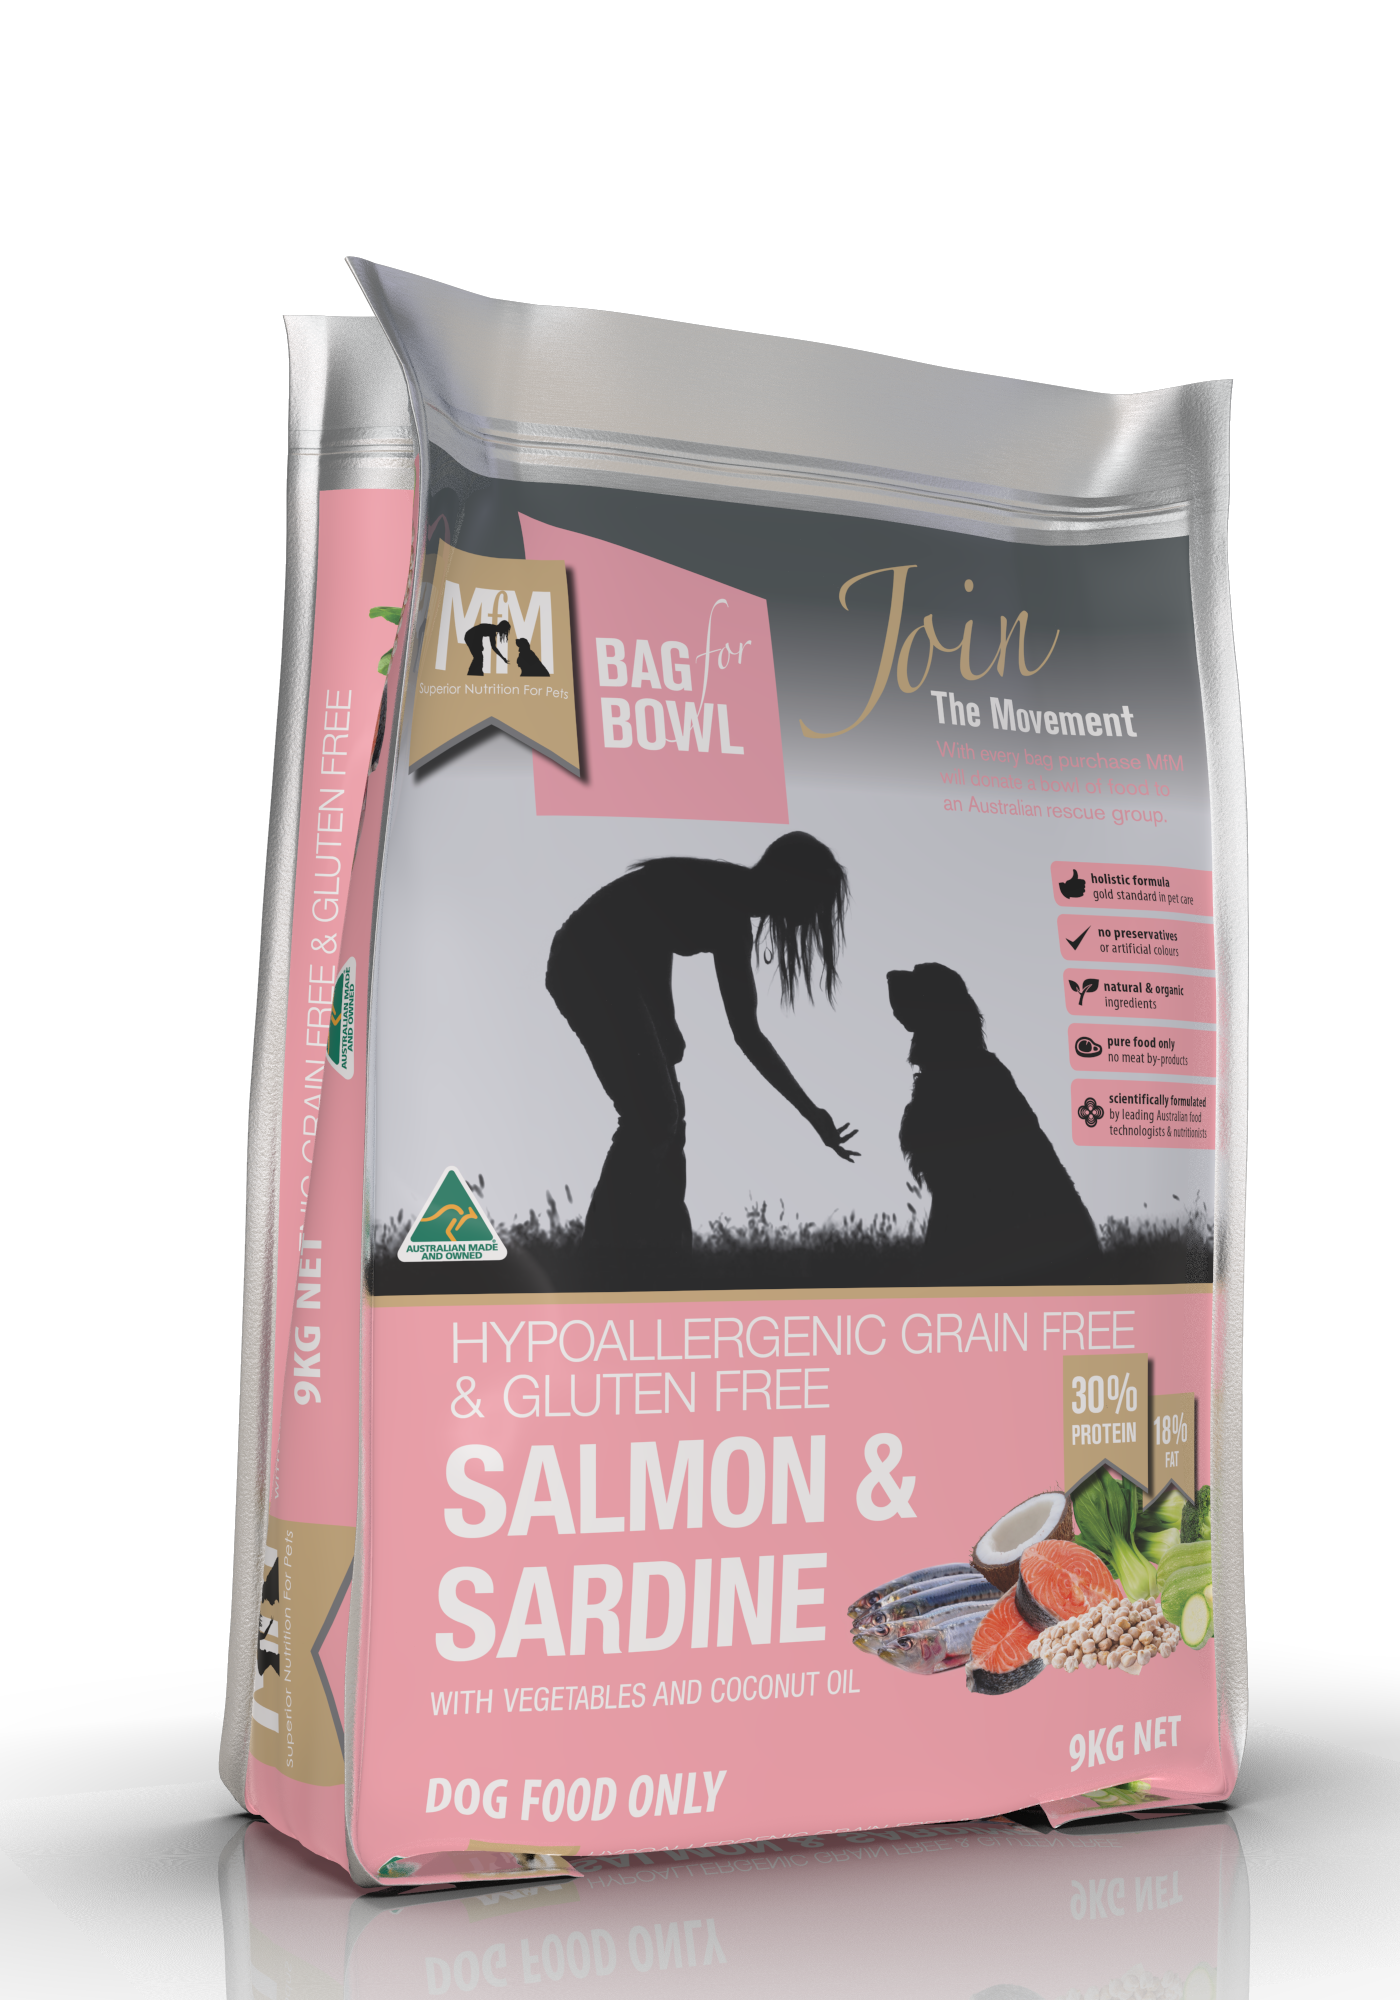 MfM
Superior Nutrition For Pets
BAG for
BOWL
Join
The Movement
With every bag purchase MfM
will donate a bowl of food to
an Australian rescue group.
holistic formula
gold standard in pet care
no preservatives
or artificial colours
natural & organic
ingredients
pure food only
no meat by-products
scientifically formulated
by leading Australian food
technologists & nutritionists
AUSTRALIAN MADE
AND OWNED
HYPOALLERGENIC GRAIN FREE
& GLUTEN FREE
30%
PROTEIN
18%
FAT
SALMON &
SARDINE
WITH VEGETABLES AND COCONUT OIL
9KG NET
DOG FOOD ONLY
GRAIN FREE & GLUTEN FREE
9KG NET
AUSTRALIAN MADE
AND OWNED
Superior Nutrition For Pets